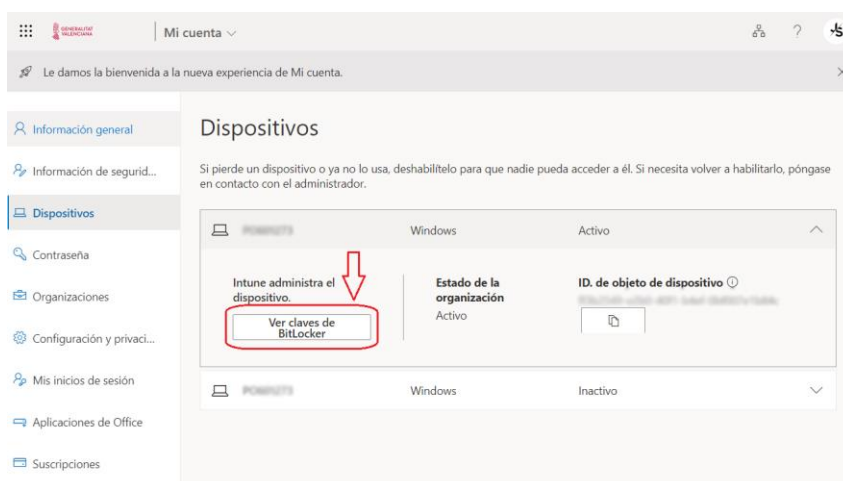 GENERALITAT
VALENCIANA
Mi cuenta
?
Le damos la bienvenida a la nueva experiencia de Mi cuenta.
Información general
Información de segurid...
Dispositivos
Contraseña
Organizaciones
Configuración y privaci...
Mis inicios de sesión
Aplicaciones de Office
Suscripciones
Dispositivos
Si pierde un dispositivo o ya no lo usa, deshabilítelo para que nadie pueda acceder a él. Si necesita volver a habilitarlo, póngase
en contacto con el administrador.
Windows Activo
Intune administra el
dispositivo.
Ver claves de
BitLocker
Estado de la
organización
Activo
ID. de objeto de dispositivo
Windows Inactivo